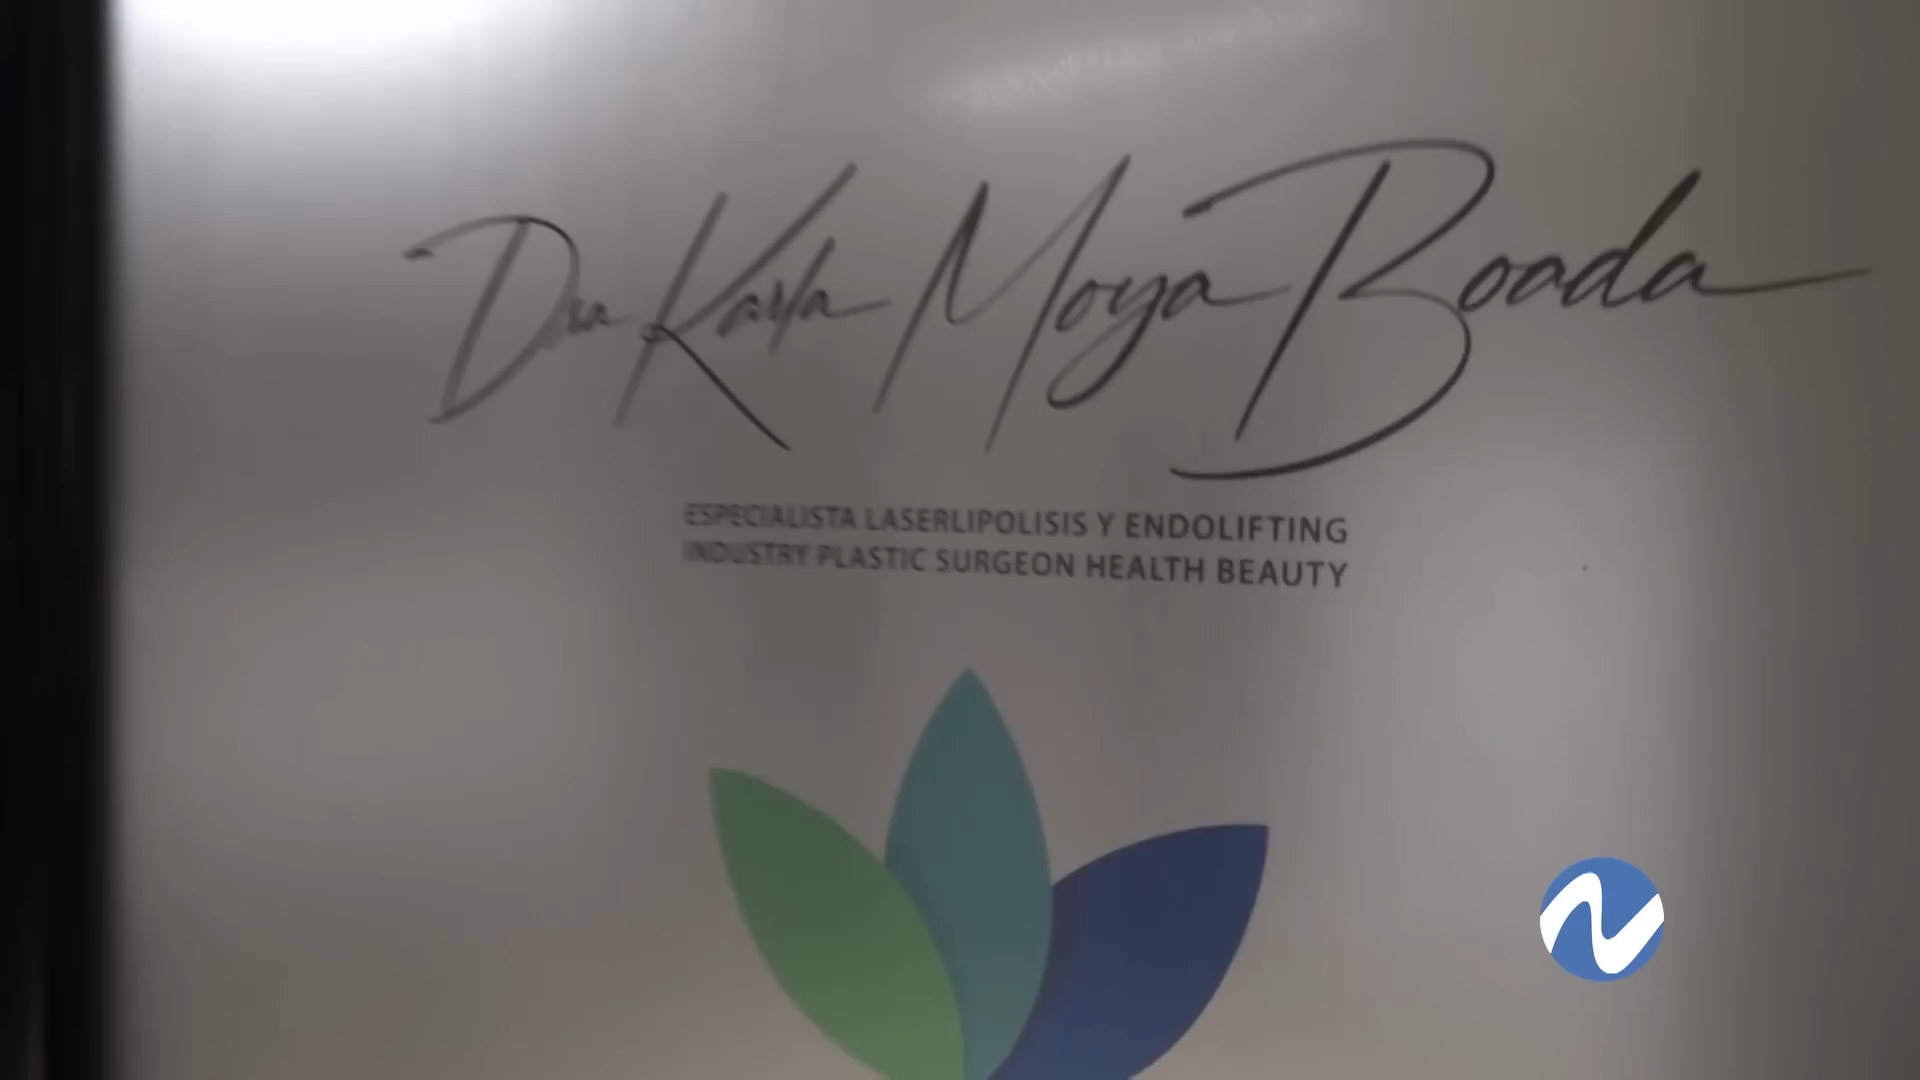 Dra Karla Moya Boada
ESPECIALISTA LASERLIPOLISIS Y ENDOLIFTING
INDUSTRY PLASTIC SURGEON HEALTH BEAUTY